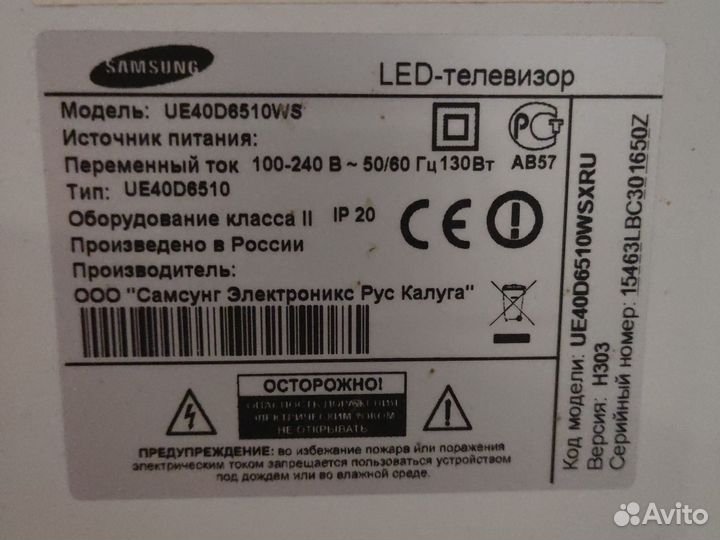 SAMSUNG
LED-телевизор
Модель: UE40D6510WS
Источник питания:
Переменный ток 100-240 В ~ 50/60 Гц 130Вт
Тип: UE40D6510
Оборудование класса II IP 20
Произведено в России
Производитель:
ООО "Самсунг Электроникс Рус Калуга"
АВ57
CE
ОСТОРОЖНО!
ОПАСНОСТЬ ПОРАЖЕНИЯ
ЭЛЕКТРИЧЕСКИМ ТОКОМ
НЕ ОТКРЫВАТЬ
ПРЕДУПРЕЖДЕНИЕ: во избежание пожара или поражения
электрическим током запрещается пользоваться устройством
под дождем или во влажной среде.
Код модели: UE40D6510WSXRU
Версия: H303
Серийный номер: 15463LBC301650Z
Avito